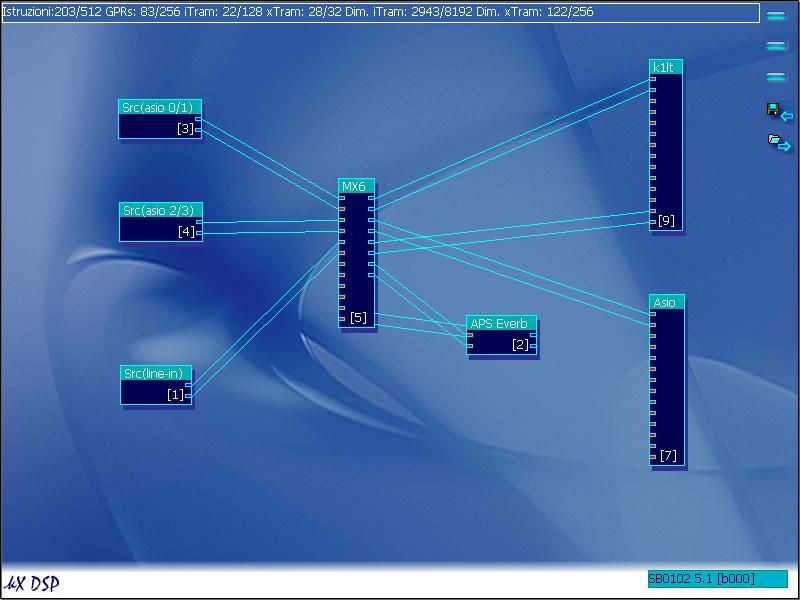 Istruzioni:203/512 GPRs: 83/256 iTram: 22/128 xTram: 28/32 Dim. iTram: 2943/8192 Dim. xTram: 122/256
k1lt
Src(asio 0/1)
[3]
MX6
Src(asio 2/3)
[4]
[9]
Asio
[5]
APS Everb
[2]
Src(line-in)
[1]
[7]
µX DSP
SB0102 5.1 [b000]